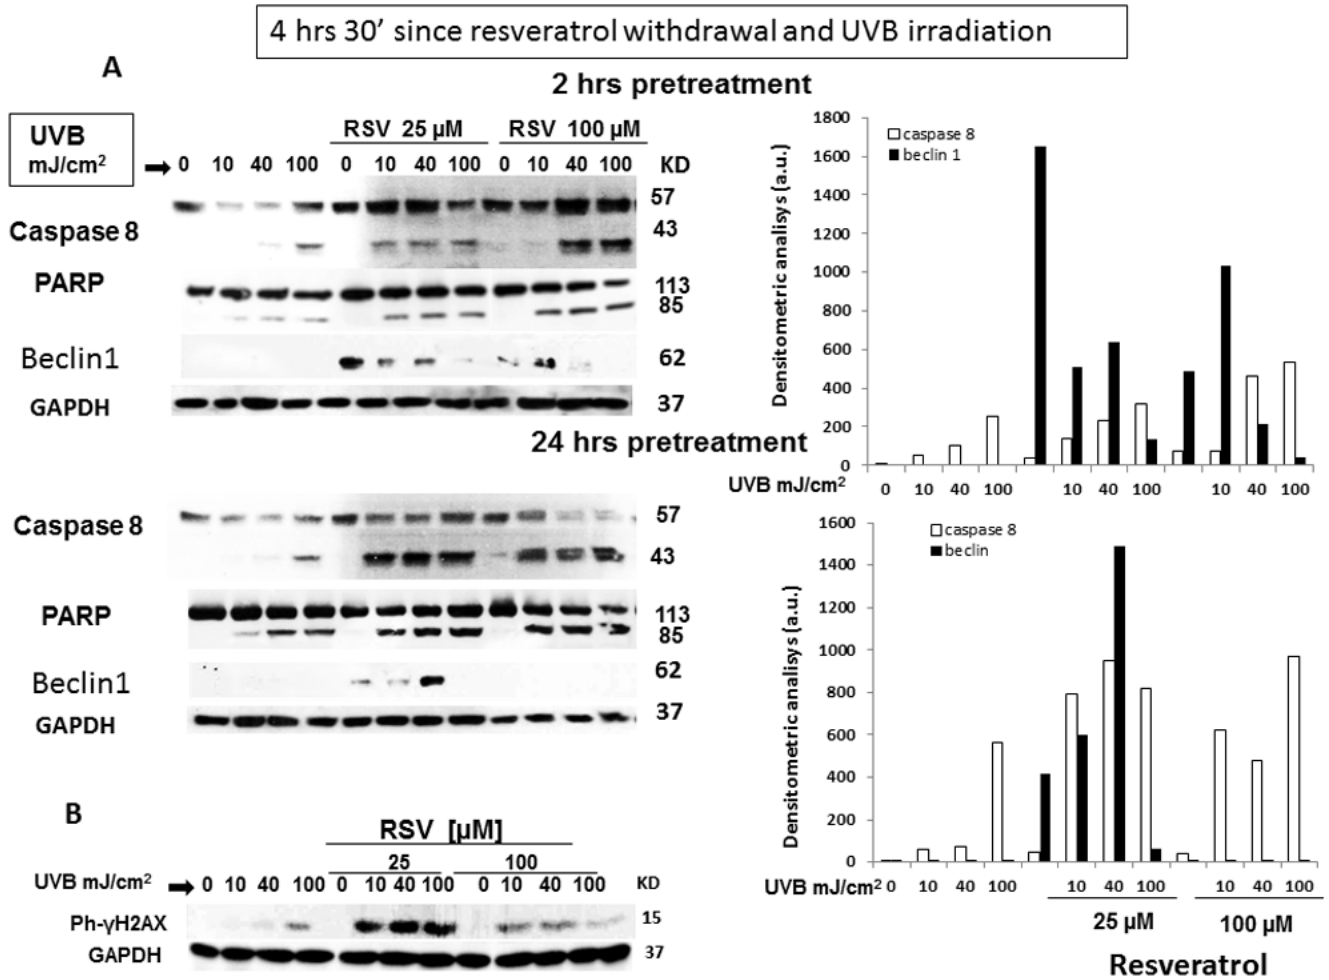 4 hrs 30’ since resveratrol withdrawal and UVB irradiation
A
2 hrs pretreatment
UVB
mJ/cm2
RSV 25 µM
RSV 100 µM
0 10 40 100 0 10 40 100 0 10 40 100 KD
Caspase 8
57
43
PARP
113
85
Beclin1
62
GAPDH
37
1800
1600
1400
1200
1000
800
600
400
200
0
Densitometric analisys (a.u.)
caspase 8
beclin 1
UVB mJ/cm2
0 10 40 100 10 40 100 10 40 100
24 hrs pretreatment
Caspase 8
57
43
PARP
113
85
Beclin1
62
GAPDH
37
1600
1400
1200
1000
800
600
400
200
0
Densitometric analisys (a.u.)
caspase 8
beclin
UVB mJ/cm2 0 10 40 100 10 40 100 10 40 100
25 µM
100 µM
Resveratrol
B
RSV [µM]
25
100
UVB mJ/cm2 0 10 40 100 0 10 40 100 0 10 40 100 KD
Ph-γH2AX
15
GAPDH
37